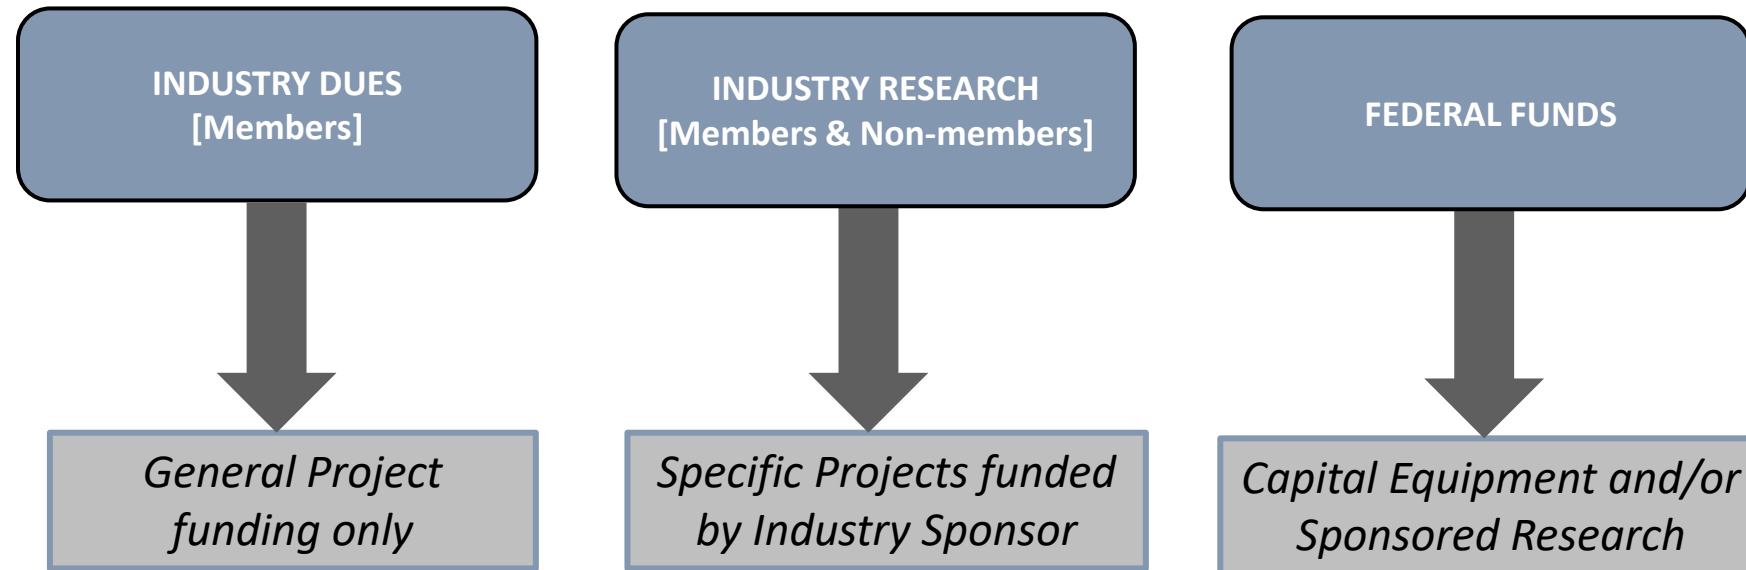 INDUSTRY DUES
[Members]
INDUSTRY RESEARCH
[Members & Non-members]
FEDERAL FUNDS
General Project
funding only
Specific Projects funded
by Industry Sponsor
Capital Equipment and/or
Sponsored Research